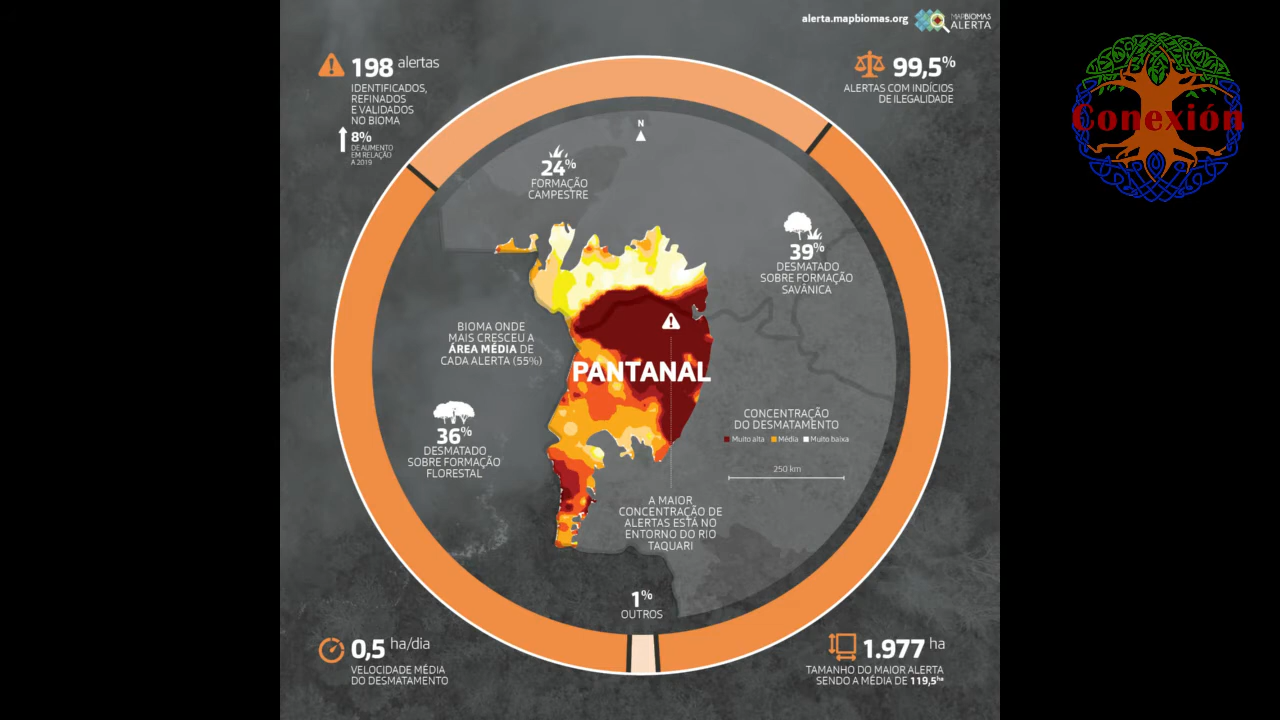 alerta.mapbiomas.org
MAPBIOMAS
ALERTA
Conexión
198 alertas
IDENTIFICADOS,
REFINADOS
E VALIDADOS
NO BIOMA
8%
DE AUMENTO
EM RELAÇÃO
A 2019
99,5%
ALERTAS COM INDÍCIOS
DE ILEGALIDADE
N
24%
FORMAÇÃO
CAMPESTRE
39%
DESMATADO
SOBRE FORMAÇÃO
SAVÂNICA
BIOMA ONDE
MAIS CRESCEU A
ÁREA MÉDIA DE
CADA ALERTA (55%)
PANTANAL
36%
DESMATADO
SOBRE FORMAÇÃO
FLORESTAL
CONCENTRAÇÃO
DO DESMATAMENTO
Muito alta Média Muito baixa
250 km
A MAIOR
CONCENTRAÇÃO DE
ALERTAS ESTÁ NO
ENTORNO DO RIO
TAQUARI
1%
OUTROS
0,5 ha/dia
VELOCIDADE MÉDIA
DO DESMATAMENTO
1.977 ha
TAMANHO DO MAIOR ALERTA
SENDO A MÉDIA DE 119,5ha